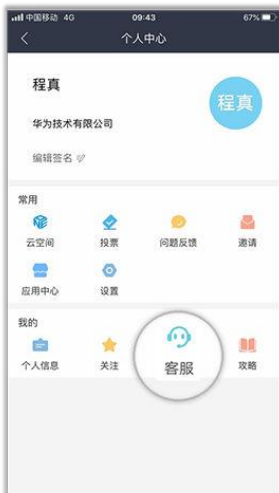 中国移动 4G 09:43 67%
个人中心
程真
程真
华为技术有限公司
编辑签名
常用
云空间 投票 问题反馈 邀请
应用中心 设置
我的
个人信息 关注 客服 攻略